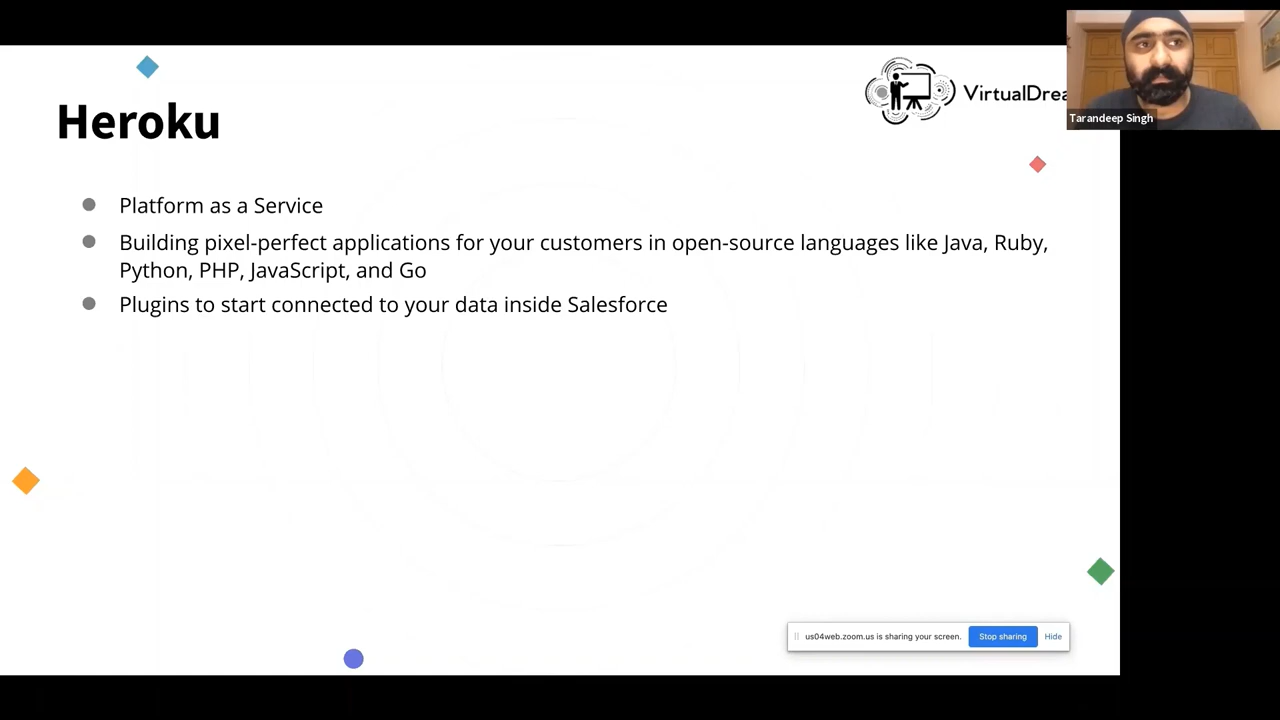 VirtualDrea
Tarandeep Singh
Heroku
Platform as a Service
Building pixel-perfect applications for your customers in open-source languages like Java, Ruby,
Python, PHP, JavaScript, and Go
Plugins to start connected to your data inside Salesforce
us04web.zoom.us is sharing your screen. Stop sharing Hide